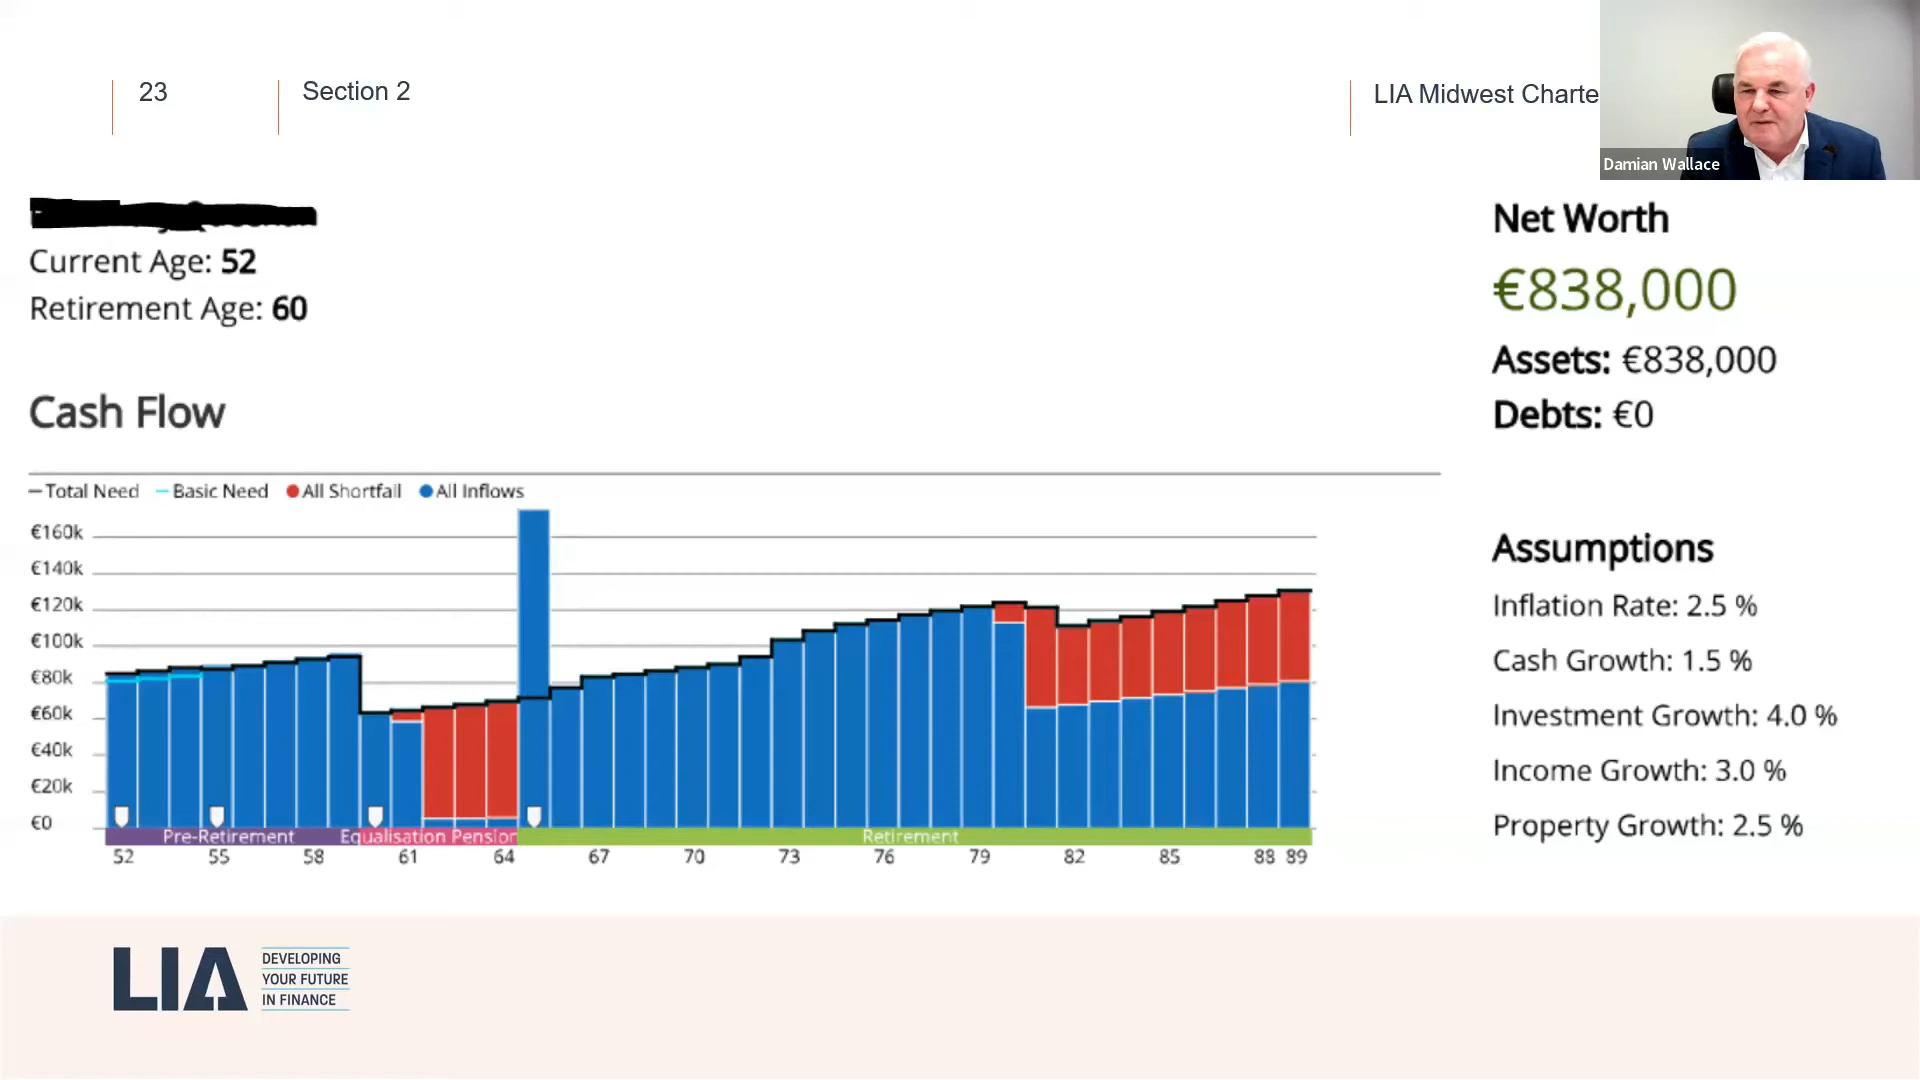 23
Section 2
LIA Midwest Charte
Damian Wallace
Current Age: 52
Retirement Age: 60
Net Worth
€838,000
Assets: €838,000
Debts: €0
Cash Flow
Total Need Basic Need All Shortfall All Inflows
€160k
€140k
€120k
€100k
€80k
€60k
€40k
€20k
€0
Pre-Retirement Equalisation Pension Retirement
52 55 58 61 64 67 70 73 76 79 82 85 88 89
Assumptions
Inflation Rate: 2.5 %
Cash Growth: 1.5 %
Investment Growth: 4.0 %
Income Growth: 3.0 %
Property Growth: 2.5 %
LIA
DEVELOPING
YOUR FUTURE
IN FINANCE